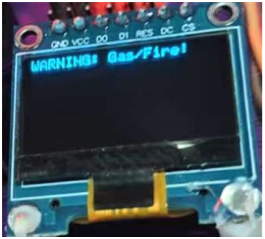 GND VCC D0 D1 RES DC CS
WARNING: Gas/Fire!